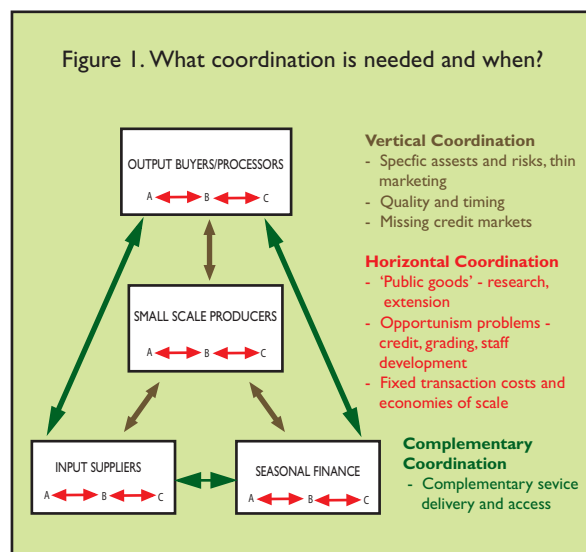 Figure 1. What coordination is needed and when?
OUTPUT BUYERS/PROCESSORS
A B C
SMALL SCALE PRODUCERS
A B C
INPUT SUPPLIERS
A B C
SEASONAL FINANCE
A B C
Vertical Coordination
- Specfic assests and risks, thin
marketing
- Quality and timing
- Missing credit markets
Horizontal Coordination
- ‘Public goods’ - research,
extension
- Opportunism problems -
credit, grading, staff
development
- Fixed transaction costs and
economies of scale
Complementary
Coordination
- Complementary sevice
delivery and access